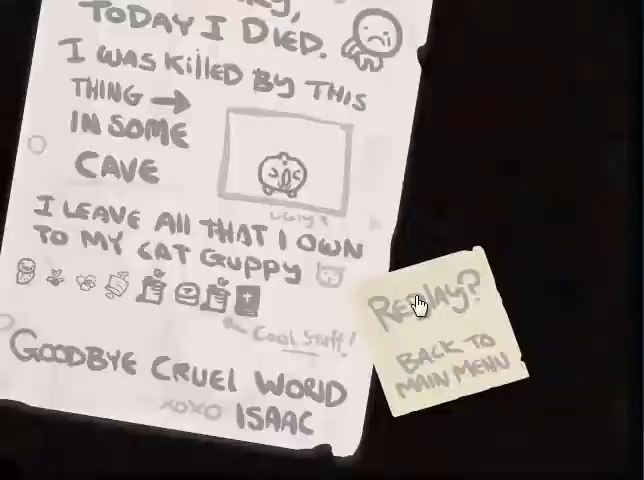 TODAY I DIED.
I WAS KILLED BY THIS
THING
IN SOME
CAVE
UGLY?
I LEAVE ALL THAT I OWN
TO MY CAT GUPPY
COOL STUFF!
GOODBYE CRUEL WORLD
XOXO ISAAC
REPLAY?
BACK TO
MAIN MENU